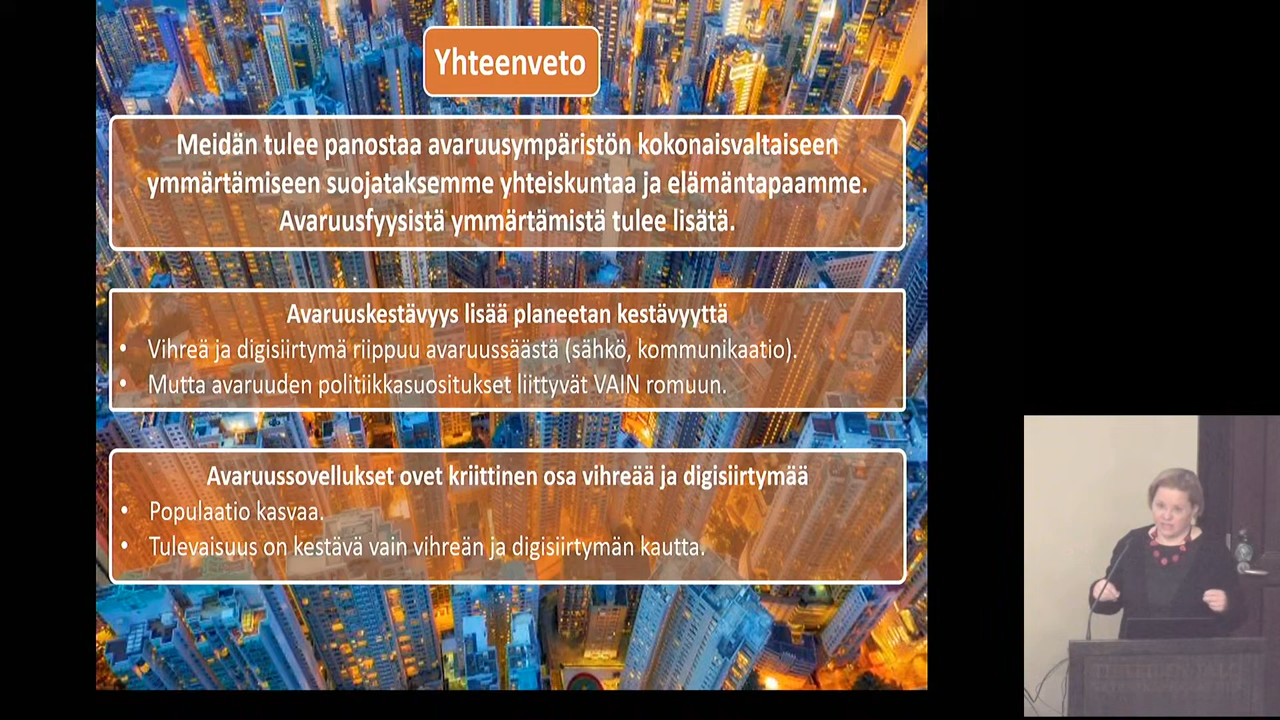 Yhteenveto
Meidän tulee panostaa avaruusympäristön kokonaisvaltaiseen
ymmärtämiseen suojataksemme yhteiskuntaa ja elämäntapaamme.
Avaruusfyysistä ymmärtämistä tulee lisätä.
Avaruuskestävyys lisää planeetan kestävyyttä
• Vihreä ja digisiirtymä riippuu avaruussäästä (sähkö, kommunikaatio).
• Mutta avaruuden politiikkasuositukset liittyvät VAIN romuun.
Avaruussovellukset ovet kriittinen osa vihreää ja digisiirtymää
• Populaatio kasvaa.
• Tulevaisuus on kestävä vain vihreän ja digisiirtymän kautta.